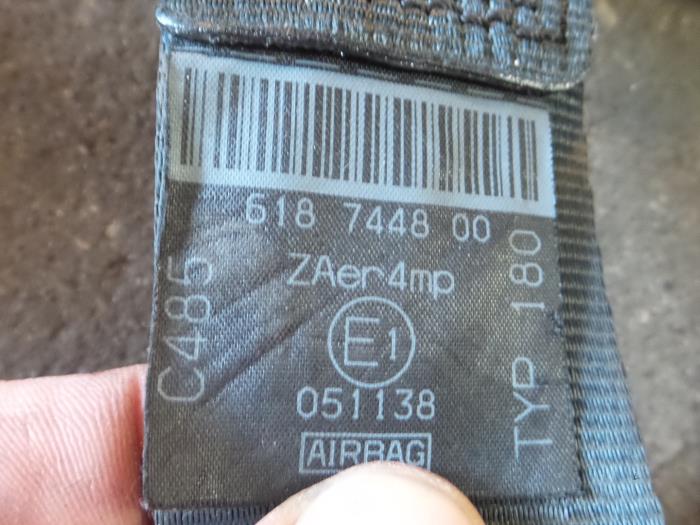 618 7448 00
ZAer4mp
E1
051138
AIRBAG
C485
TYP 180